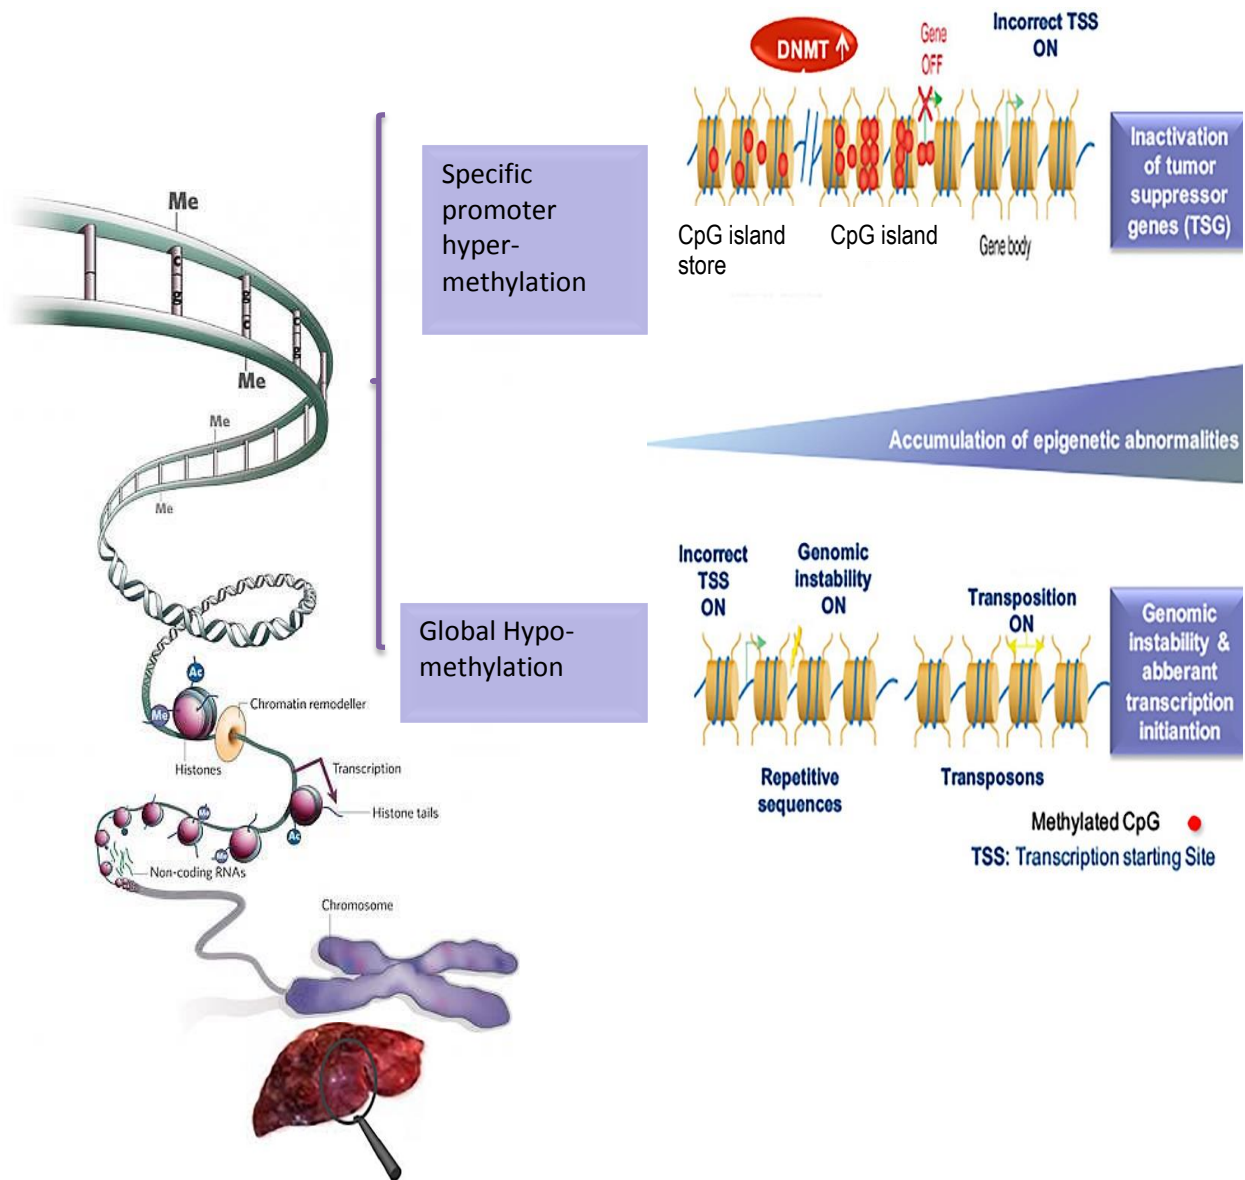 Me
c
g
g
c
c
g
Me
Me
Me
Ac
Me
Chromatin remodeller
Histones
Transcription
Histone tails
Me
Ac
Me
Non-coding RNAs
Chromosome
Specific
promoter
hyper-
methylation
Global Hypo-
methylation
DNMT
Gene
OFF
Incorrect TSS
ON
CpG island
store
CpG island
Gene body
Inactivation
of tumor
suppressor
genes (TSG)
Accumulation of epigenetic abnormalities
Incorrect
TSS
ON
Genomic
instability
ON
Transposition
ON
Repetitive
sequences
Transposons
Genomic
instability &
abberant
transcription
initiantion
Methylated CpG
TSS: Transcription starting Site